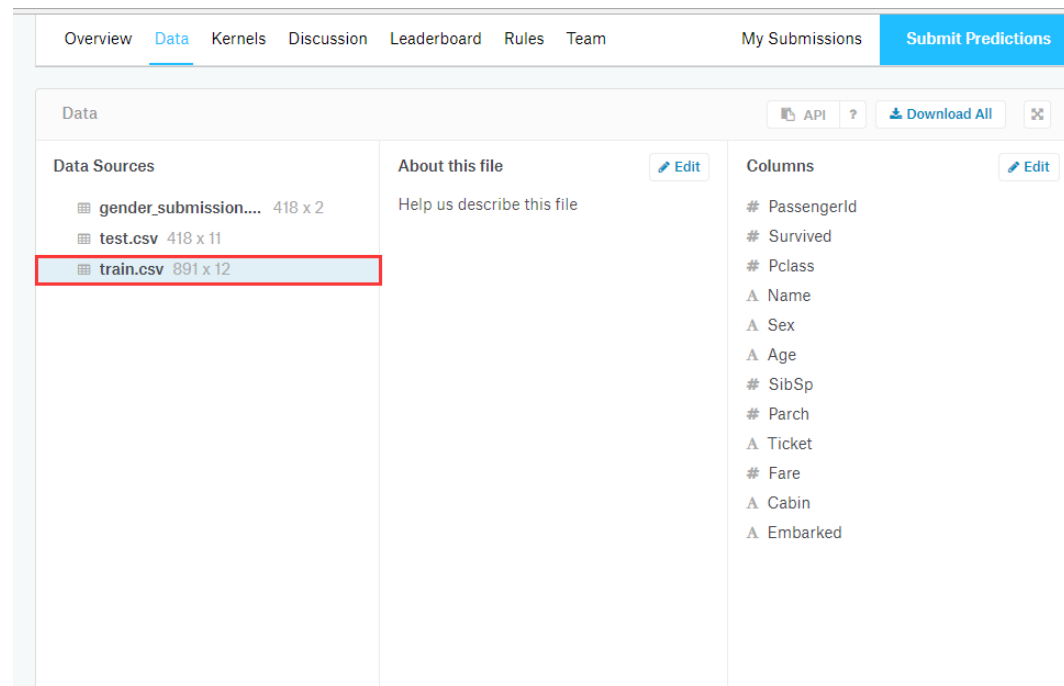 Overview Data Kernels Discussion Leaderboard Rules Team My Submissions Submit Predictions
Data API ? Download All
Data Sources
gender_submission.... 418 x 2
test.csv 418 x 11
train.csv 891 x 12
About this file Edit
Help us describe this file
Columns Edit
# PassengerId
# Survived
# Pclass
A Name
A Sex
A Age
# SibSp
# Parch
A Ticket
# Fare
A Cabin
A Embarked